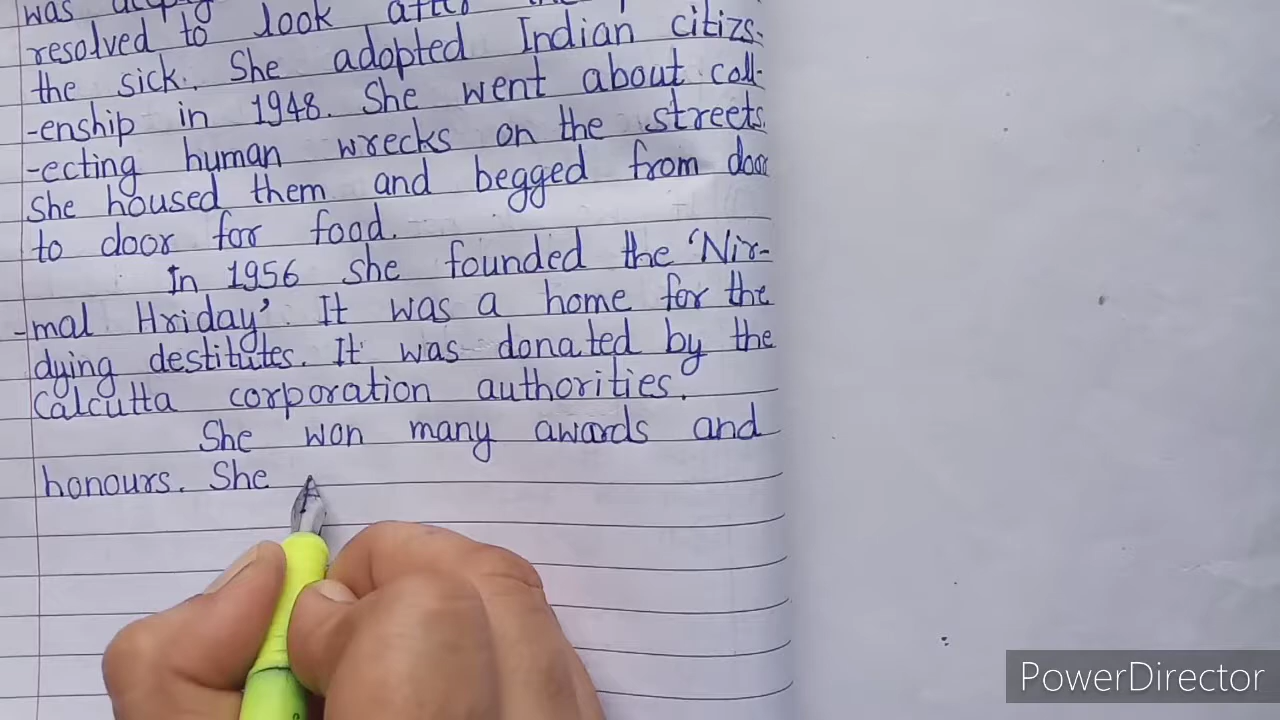 was
resolved to look after
the sick. She adopted Indian citizs-
-enship in 1948. She went about coll-
-ecting human wrecks on the streets.
She housed them and begged from door
to door for food.
In 1956 she founded the 'Nir-
-mal Hriday'. It was a home for the
dying destitutes. It was donated by the
Calcutta corporation authorities.
She won many awards and
honours. She
PowerDirector